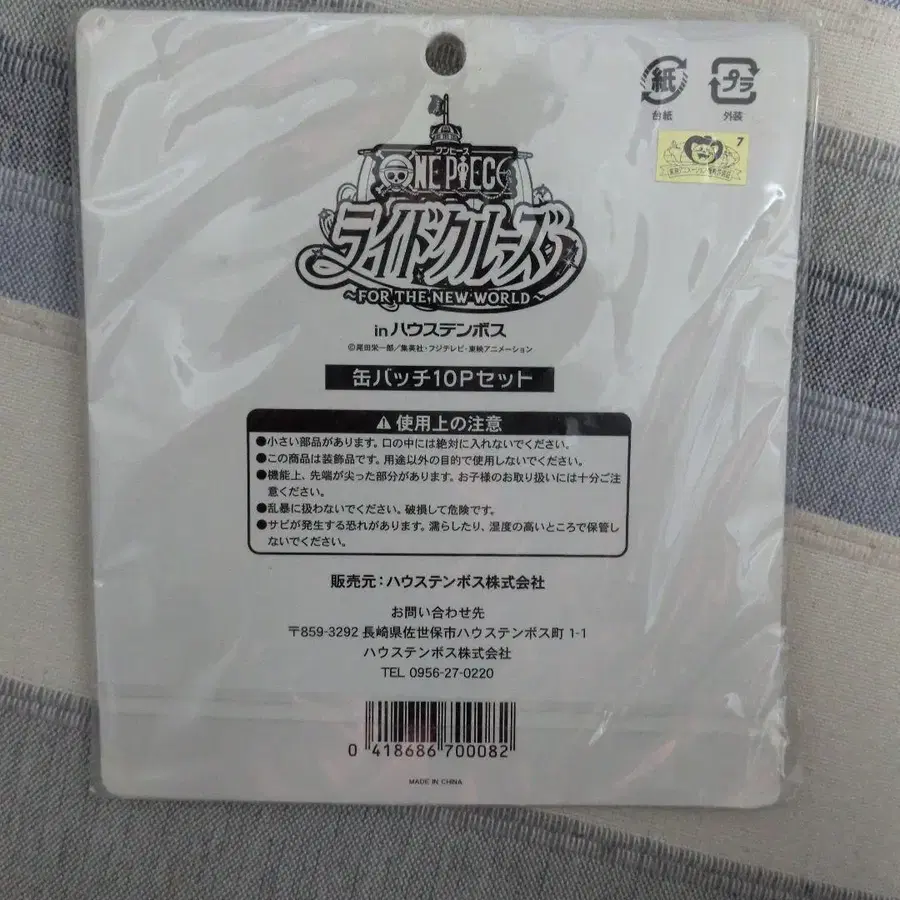 紙
プラ
台紙
外装
7
ワンピース
ONE PIECE
ライドクルーズ
～FOR THE NEW WORLD～
in ハウステンボス
©尾田栄一郎／集英社・フジテレビ・東映アニメーション
缶バッチ10Pセット
⚠使用上の注意
●小さい部品があります。口の中には絶対に入れないでください。
●この商品は装飾品です。用途以外の目的で使用しないでください。
●機能上、先端が尖った部分があります。お子様のお取り扱いには十分ご注
意ください。
●乱暴に扱わないでください。破損して危険です。
●サビが発生する恐れがあります。濡らしたり、湿度の高いところで保管し
ないでください。
販売元：ハウステンボス株式会社
お問い合わせ先
〒859-3292 長崎県佐世保市ハウステンボス町 1-1
ハウステンボス株式会社
TEL 0956-27-0220
0 418686 700082
MADE IN CHINA